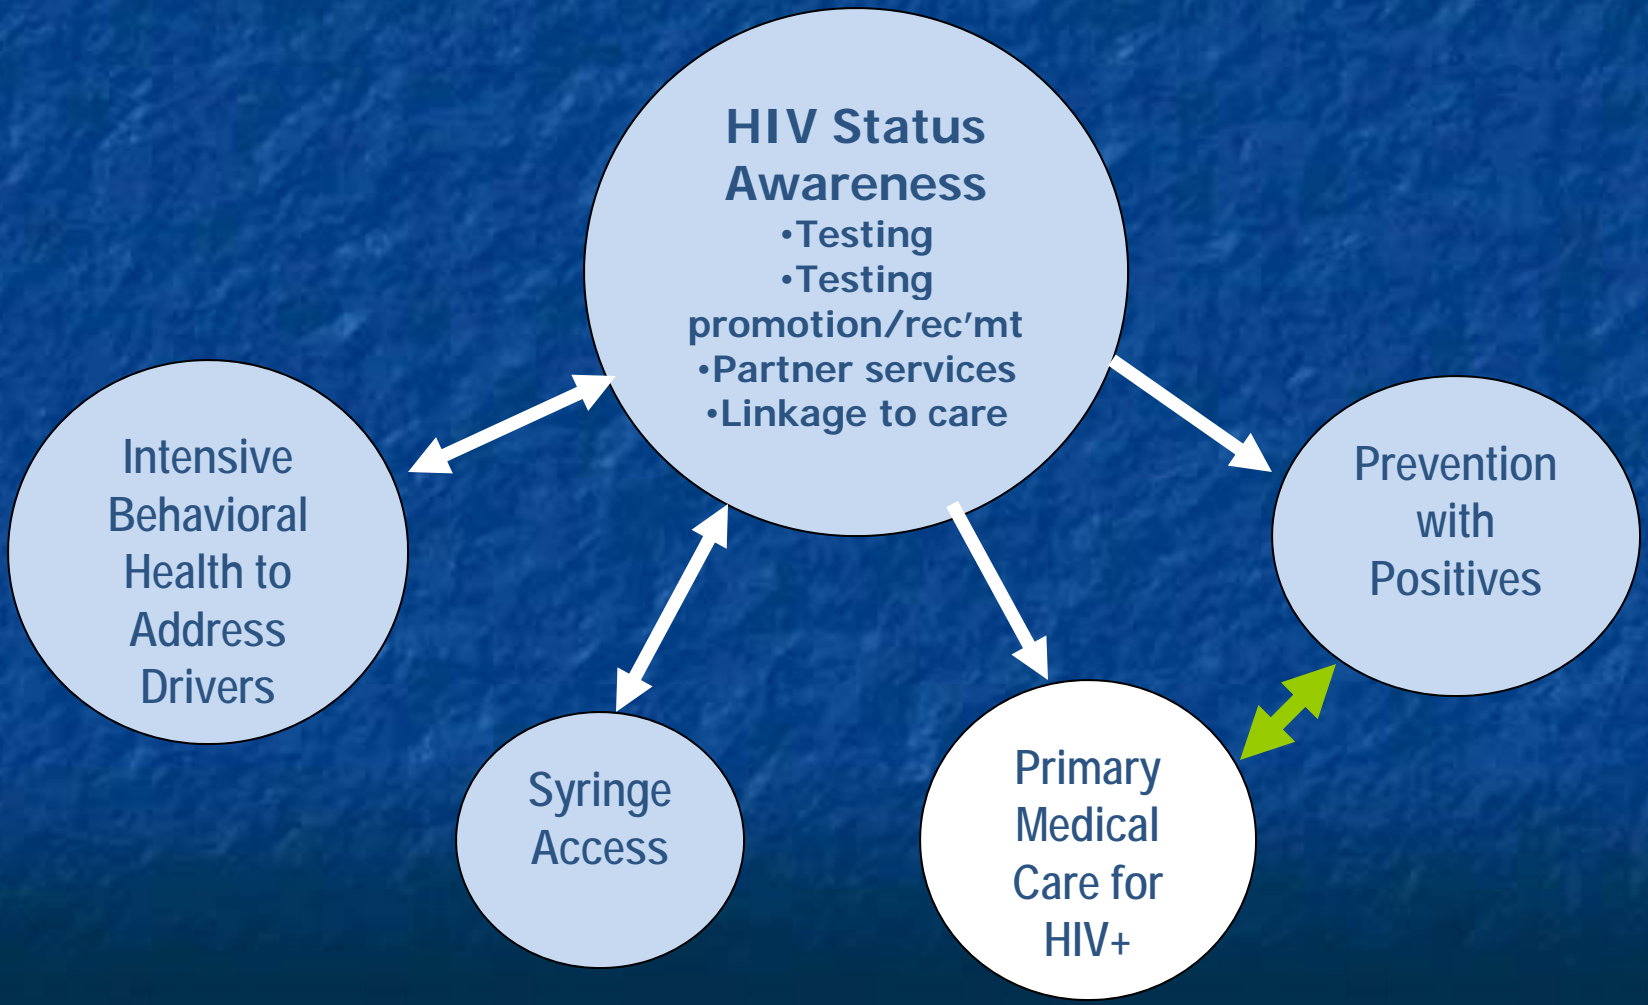 HIV Status
Awareness
•Testing
•Testing
promotion/rec’mt
•Partner services
•Linkage to care
Intensive
Behavioral
Health to
Address
Drivers
Syringe
Access
Primary
Medical
Care for
HIV+
Prevention
with
Positives